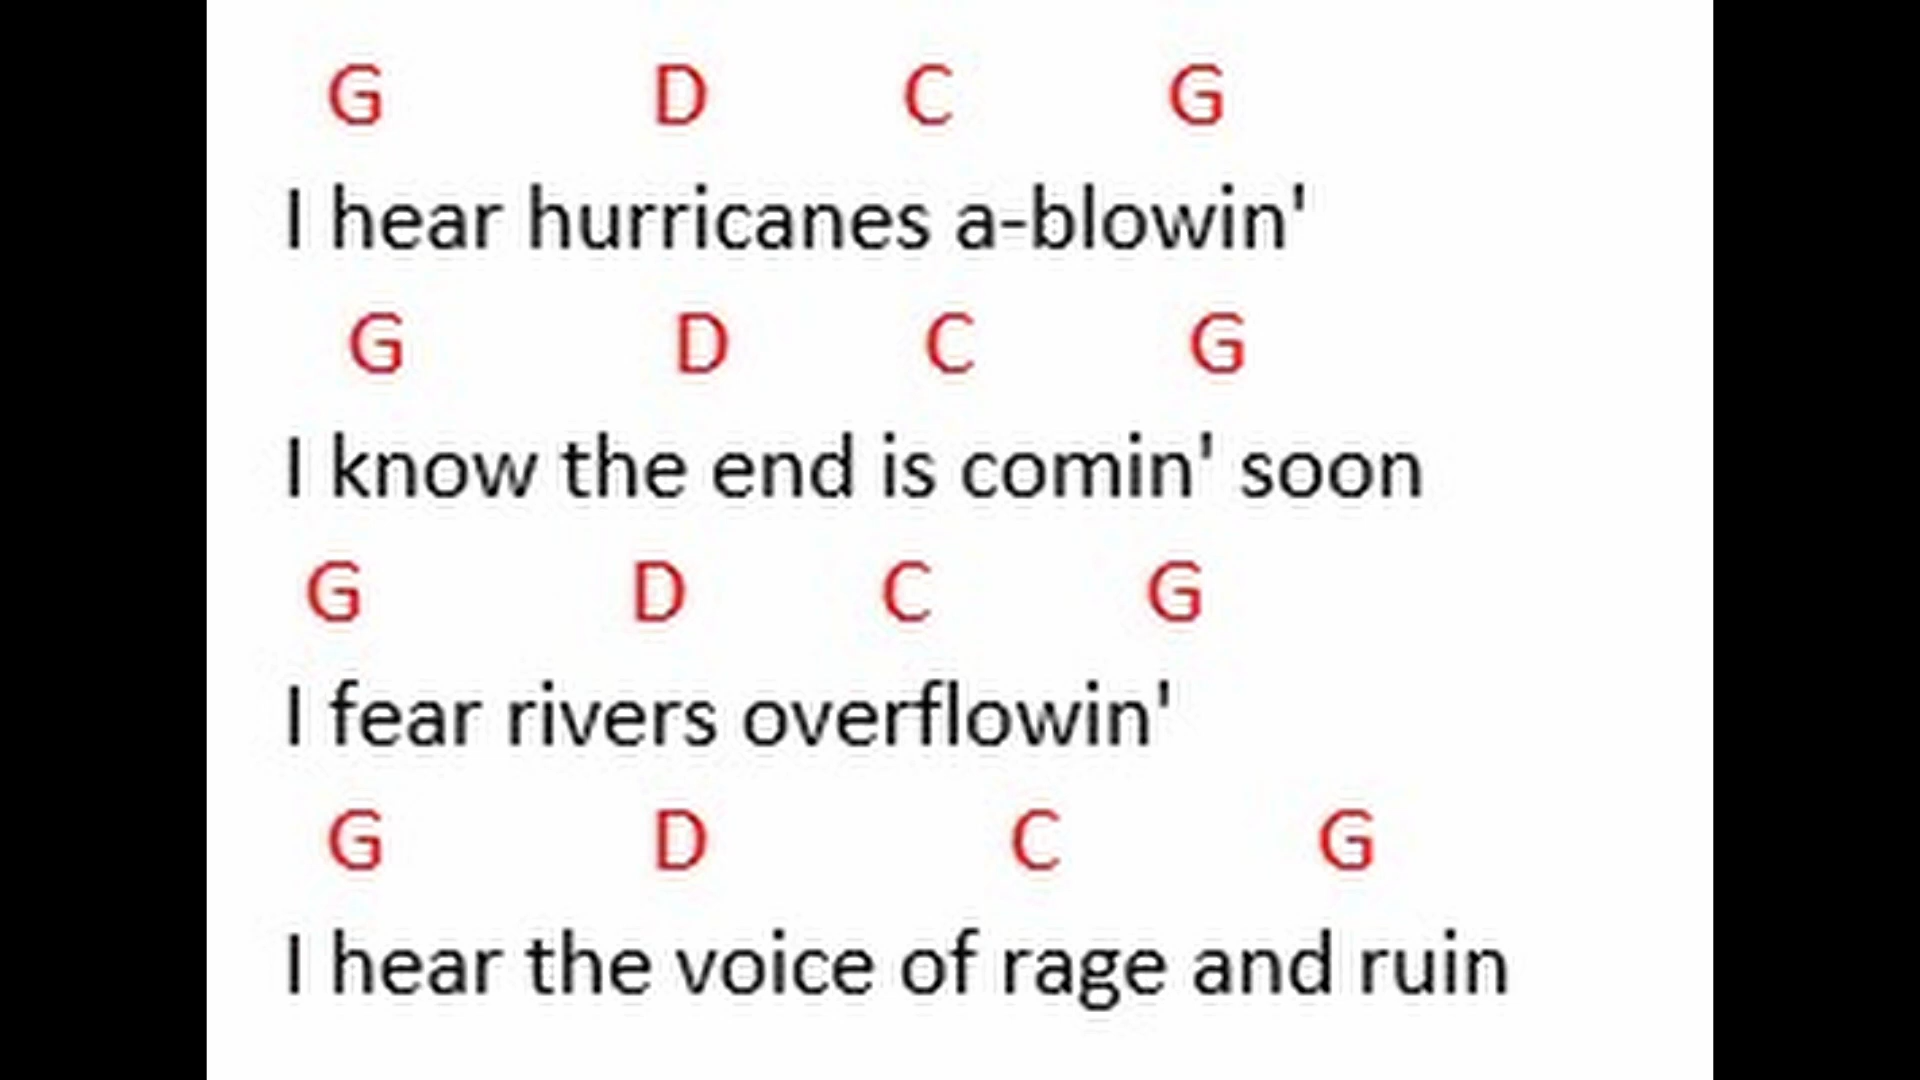 G D C G
I hear hurricanes a-blowin'
G D C G
I know the end is comin' soon
G D C G
I fear rivers overflowin'
G D C G
I hear the voice of rage and ruin